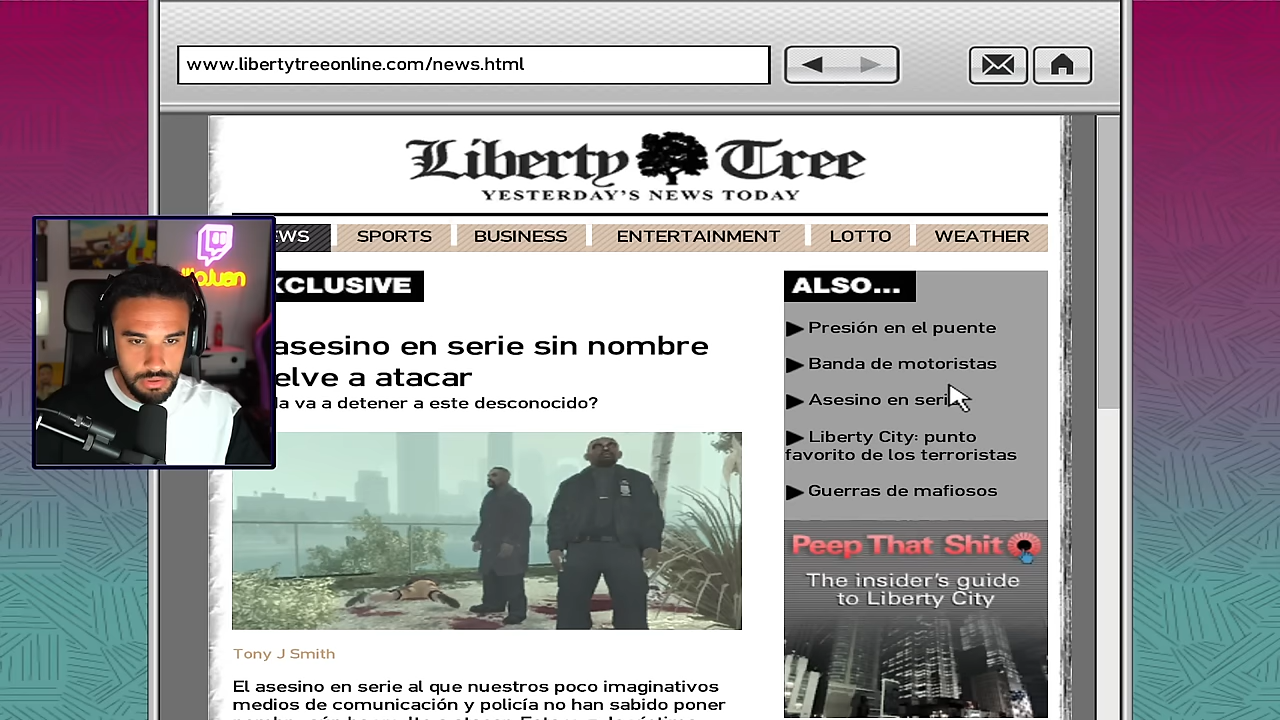 www.libertytreeonline.com/news.html
Liberty Tree
YESTERDAY'S NEWS TODAY
SPORTS
BUSINESS
ENTERTAINMENT
LOTTO
WEATHER
ALSO...
asesino en serie sin nombre
a atacar
va a detener a este desconocido?
Tony J Smith
El asesino en serie al que nuestros poco imaginativos
medios de comunicación y policía no han sabido poner
Presión en el puente
Banda de motoristas
Asesino en
Liberty City: punto
favorito de los terroristas
Guerras de mafiosos
Peep That Shit
The insider's guide
to Liberty City